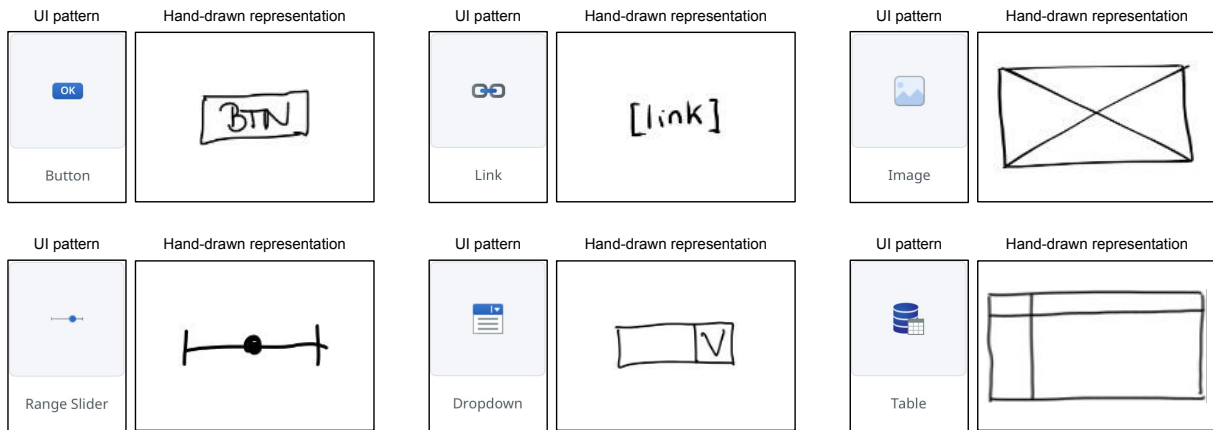 UI pattern Hand-drawn representation UI pattern Hand-drawn representation UI pattern Hand-drawn representation
OK
BTN
Button
[link]
Link
Image
UI pattern Hand-drawn representation UI pattern Hand-drawn representation UI pattern Hand-drawn representation
Range Slider
V
Dropdown
Table